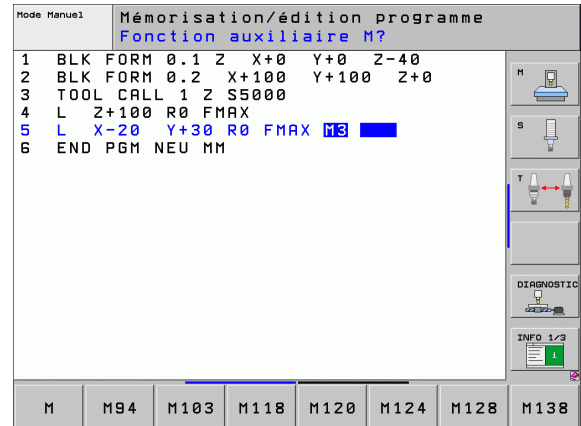 Mode Manuel
Mémorisation/édition programme
Fonction auxiliaire M?
1 BLK FORM 0.1 Z X+0 Y+0 Z-40
2 BLK FORM 0.2 X+100 Y+100 Z+0
3 TOOL CALL 1 Z S5000
4 L Z+100 R0 FMAX
5 L X-20 Y+30 R0 FMAX M3
6 END PGM NEU MM
M
S
T
DIAGNOSTIC
INFO 1/3
i
M M94 M103 M118 M120 M124 M128 M138